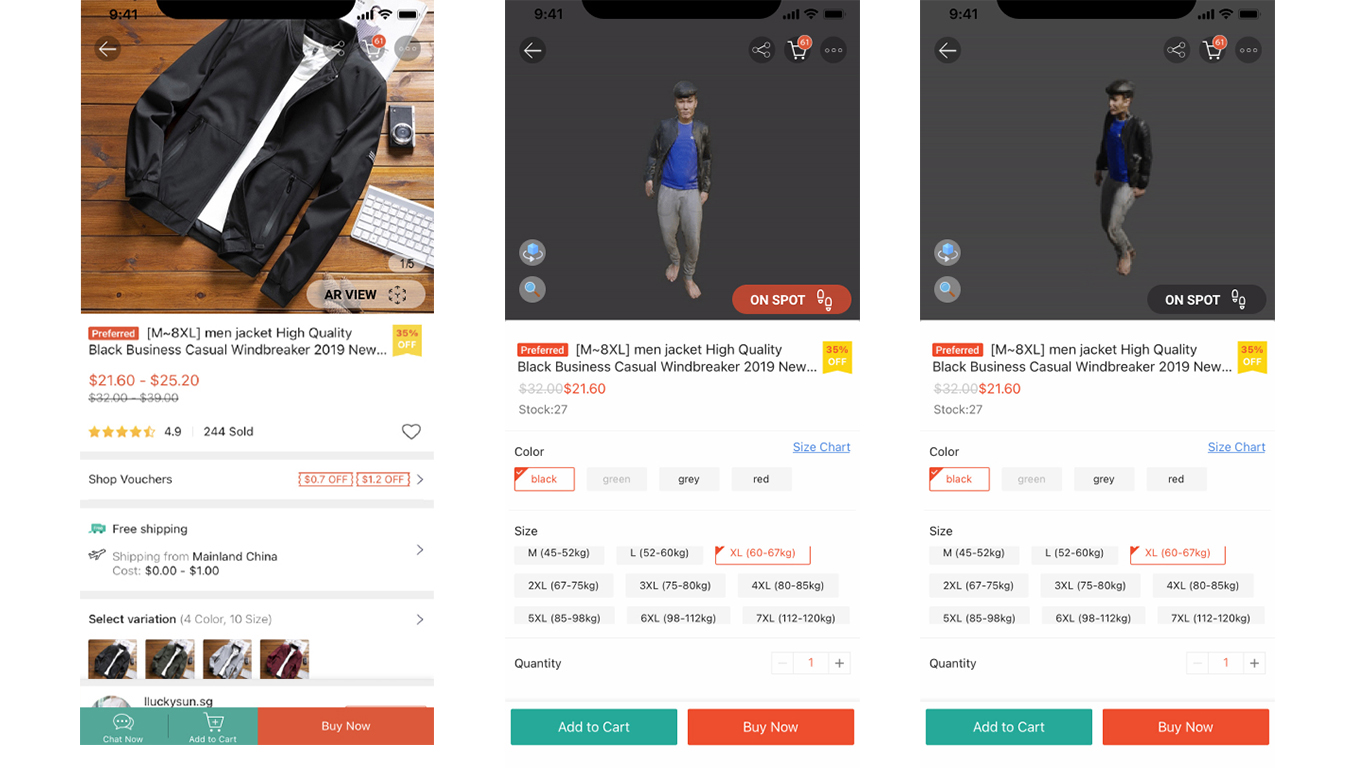 9:41
61
1/5
AR VIEW
Preferred [M~8XL] men jacket High Quality
Black Business Casual Windbreaker 2019 New...
35%
OFF
$21.60 - $25.20
$32.00 - $39.00
4.9 244 Sold
Shop Vouchers $0.7 OFF $1.2 OFF
Free shipping
Shipping from Mainland China
Cost: $0.00 - $1.00
Select variation (4 Color, 10 Size)
lluckysun.sg
Chat Now
Add to Cart
Buy Now
9:41
61
ON SPOT
Preferred [M~8XL] men jacket High Quality
Black Business Casual Windbreaker 2019 New...
35%
OFF
$32.00$21.60
Stock:27
Color Size Chart
black green grey red
Size
M (45-52kg) L (52-60kg) XL (60-67kg)
2XL (67-75kg) 3XL (75-80kg) 4XL (80-85kg)
5XL (85-98kg) 6XL (98-112kg) 7XL (112-120kg)
Quantity − 1 +
Add to Cart Buy Now
9:41
61
ON SPOT
Preferred [M~8XL] men jacket High Quality
Black Business Casual Windbreaker 2019 New...
35%
OFF
$32.00$21.60
Stock:27
Color Size Chart
black green grey red
Size
M (45-52kg) L (52-60kg) XL (60-67kg)
2XL (67-75kg) 3XL (75-80kg) 4XL (80-85kg)
5XL (85-98kg) 6XL (98-112kg) 7XL (112-120kg)
Quantity − 1 +
Add to Cart Buy Now